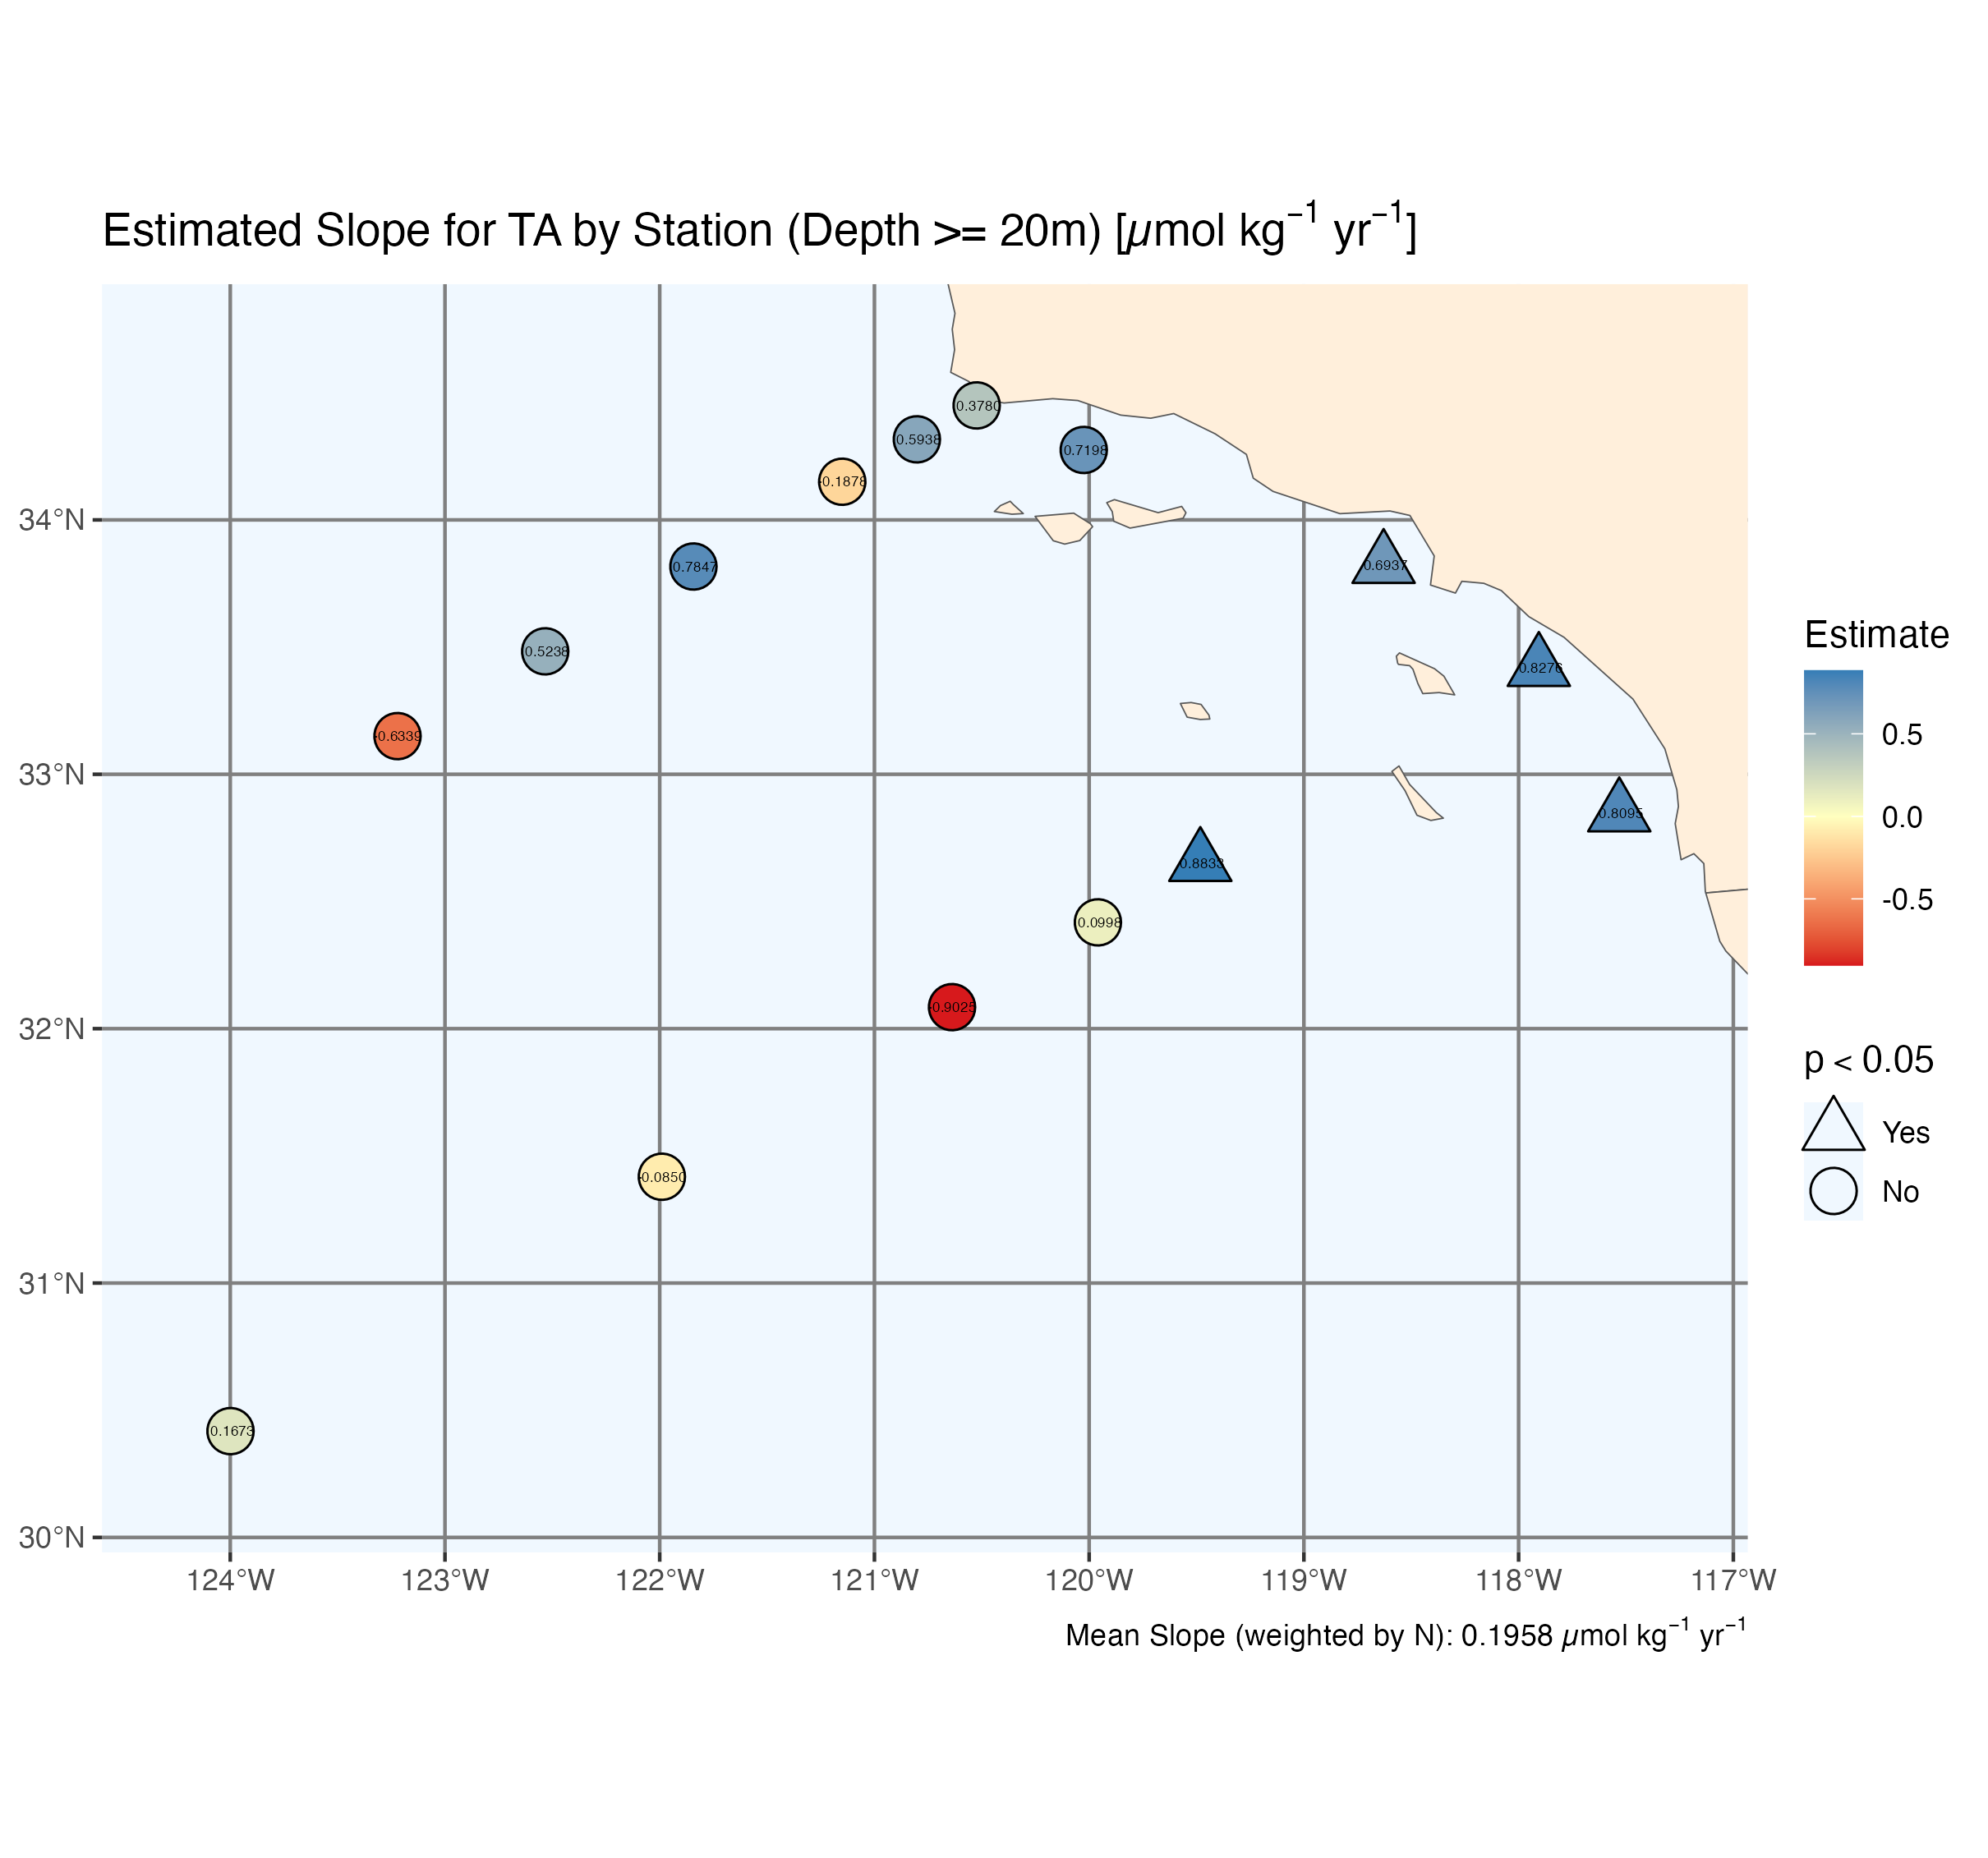 Estimated Slope for TA by Station (Depth >= 20m) [µmol kg⁻¹ yr⁻¹]
0.3780
0.5938
0.7198
-0.1878
34°N
0.7847
0.6937
0.5238
0.8276
-0.6339
33°N
0.8095
0.8833
0.0998
-0.9025
32°N
-0.0850
31°N
0.1673
30°N
124°W 123°W 122°W 121°W 120°W 119°W 118°W 117°W
Mean Slope (weighted by N): 0.1958 µmol kg⁻¹ yr⁻¹
Estimate
0.5
0.0
-0.5
p < 0.05
Yes
No